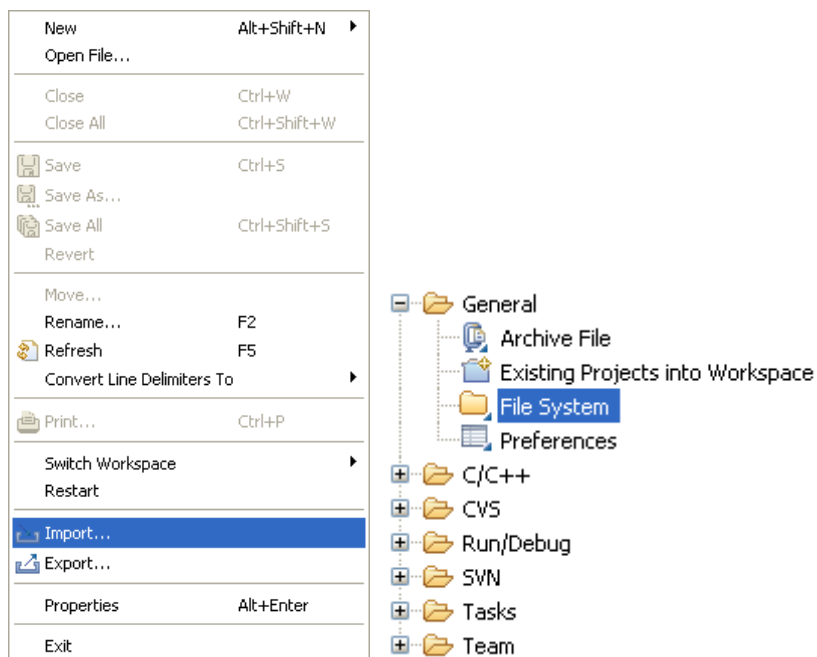 New Alt+Shift+N
Open File...
Close Ctrl+W
Close All Ctrl+Shift+W
Save Ctrl+S
Save As...
Save All Ctrl+Shift+S
Revert
Move...
Rename... F2
Refresh F5
Convert Line Delimiters To
Print... Ctrl+P
Switch Workspace
Restart
Import...
Export...
Properties Alt+Enter
Exit
General
Archive File
Existing Projects into Workspace
File System
Preferences
C/C++
CVS
Run/Debug
SVN
Tasks
Team